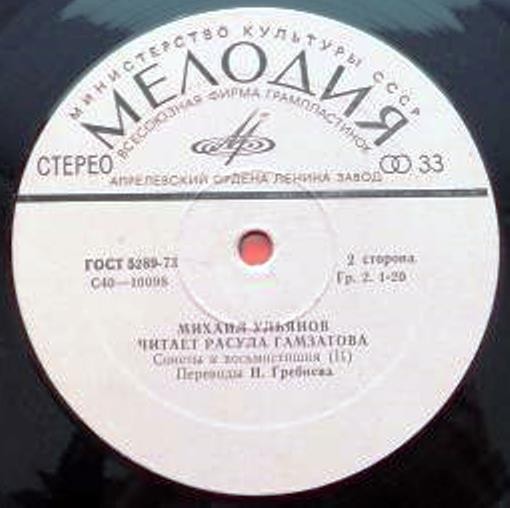 МИНИСТЕРСТВО КУЛЬТУРЫ СССР
МЕЛОДИЯ
ВСЕСОЮЗНАЯ ФИРМА ГРАМПЛАСТИНОК
СТЕРЕО
33
АПРЕЛЕВСКИЙ ОРДЕНА ЛЕНИНА ЗАВОД
ГОСТ 5289-73
2 сторона
С40—10098
Гр. 2. 1-20
МИХАИЛ УЛЬЯНОВ
ЧИТАЕТ РАСУЛА ГАМЗАТОВА
Сонеты и восьмистишия (II)
Переводы Н. Гребнева